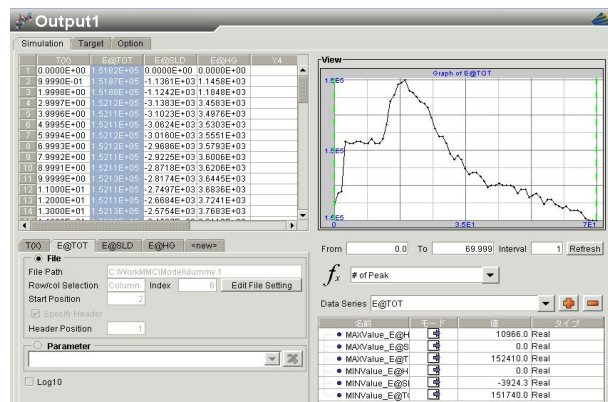 Output1
Simulation Target Option
T(X) E@TOT E@SLD E@HG Y4
1 0.0000E+00 1.5182E+05 0.0000E+00 0.0000E+00
2 9.9990E-01 1.5187E+05 -1.1361E+03 1.1458E+03
3 1.9998E+00 1.5188E+05 -1.1242E+03 1.1848E+03
4 2.9997E+00 1.5212E+05 -3.1383E+03 3.4583E+03
5 3.9996E+00 1.5211E+05 -3.1023E+03 3.4976E+03
6 4.9995E+00 1.5211E+05 -3.0624E+03 3.5303E+03
7 5.9994E+00 1.5212E+05 -3.0160E+03 3.5551E+03
8 6.9993E+00 1.5212E+05 -2.9686E+03 3.5793E+03
9 7.9992E+00 1.5211E+05 -2.9225E+03 3.6006E+03
10 8.9991E+00 1.5211E+05 -2.8718E+03 3.6206E+03
11 9.9999E+00 1.5213E+05 -2.8174E+03 3.6445E+03
12 1.1000E+01 1.5212E+05 -2.7497E+03 3.6836E+03
13 1.2000E+01 1.5211E+05 -2.6684E+03 3.7241E+03
14 1.3000E+01 1.5213E+05 -2.5754E+03 3.7683E+03
View
Graph of E@TOT
1.5E5
1.5E5
1.5E5
0 3.5E1 7E1
T(X) E@TOT E@SLD E@HG <new>
File
File Path C:\WorkMMC\Model\dummy.1
Row/col Selection Column Index 6 Edit File Setting
Start Position 2
Specify Header
Header Position 1
Parameter
Log10
From 0.0 To 69.999 Interval 1 Refresh
fx # of Peak
Data Series E@TOT
名前 モード 値 タイプ
MAXValue_E@H 10966.0 Real
MAXValue_E@S 0.0 Real
MAXValue_E@T 152410.0 Real
MINValue_E@H 0.0 Real
MINValue_E@Sl -3924.3 Real
MINValue_E@T( 151740.0 Real